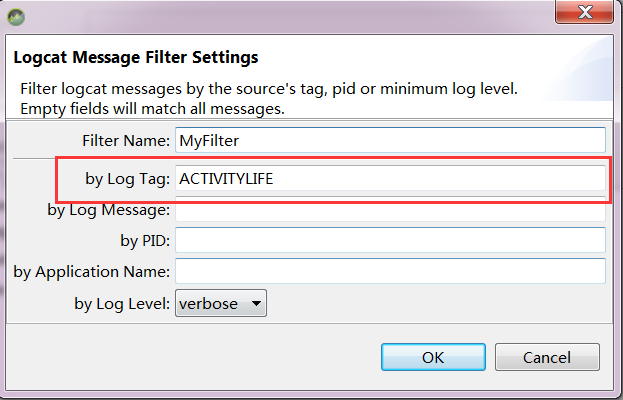 Logcat Message Filter Settings
Filter logcat messages by the source's tag, pid or minimum log level.
Empty fields will match all messages.
Filter Name: MyFilter
by Log Tag: ACTIVITYLIFE
by Log Message:
by PID:
by Application Name:
by Log Level: verbose
OK Cancel